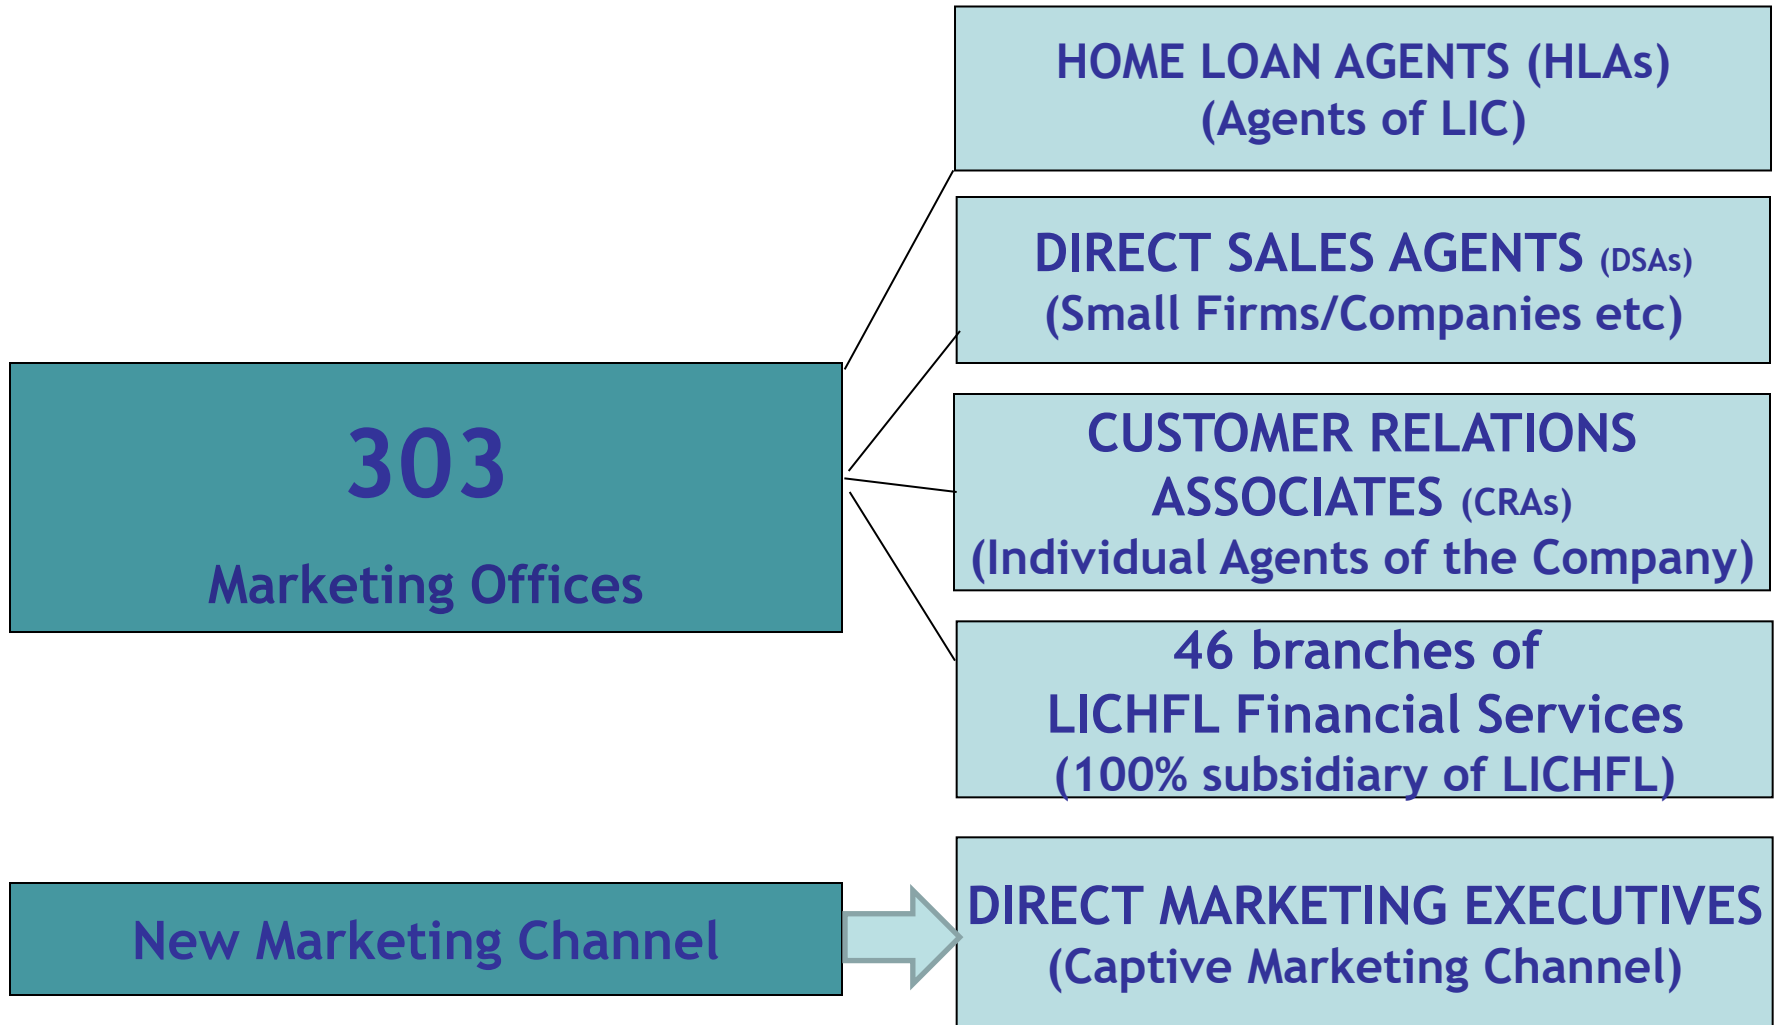 HOME LOAN AGENTS (HLAs)
(Agents of LIC)
DIRECT SALES AGENTS (DSAs)
(Small Firms/Companies etc)
303
Marketing Offices
CUSTOMER RELATIONS
ASSOCIATES (CRAs)
(Individual Agents of the Company)
46 branches of
LICHFL Financial Services
(100% subsidiary of LICHFL)
New Marketing Channel
DIRECT MARKETING EXECUTIVES
(Captive Marketing Channel)